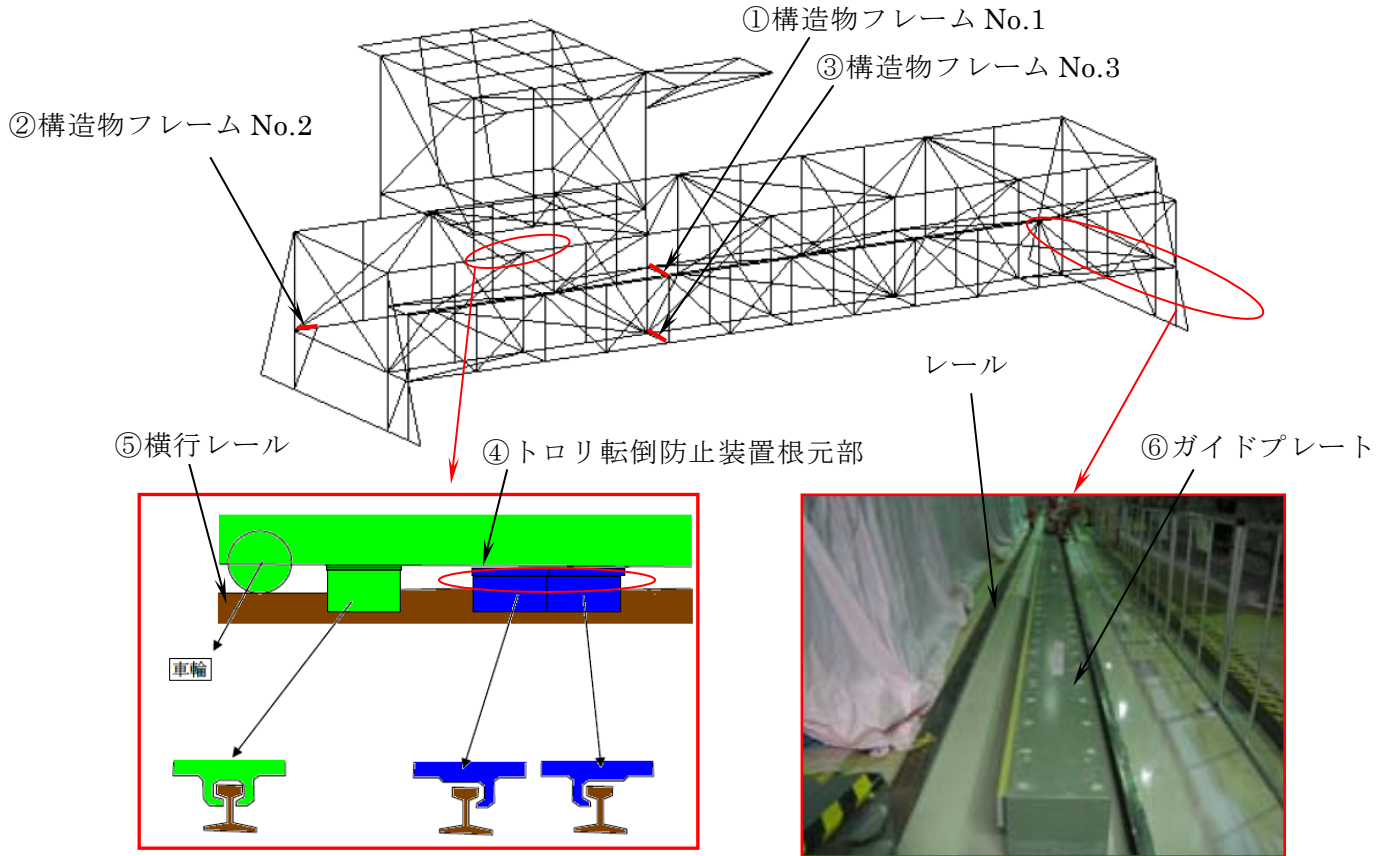 ①構造物フレーム No.1
③構造物フレーム No.3
②構造物フレーム No.2
レール
⑤横行レール
④トロリ転倒防止装置根元部
⑥ガイドプレート
車輪